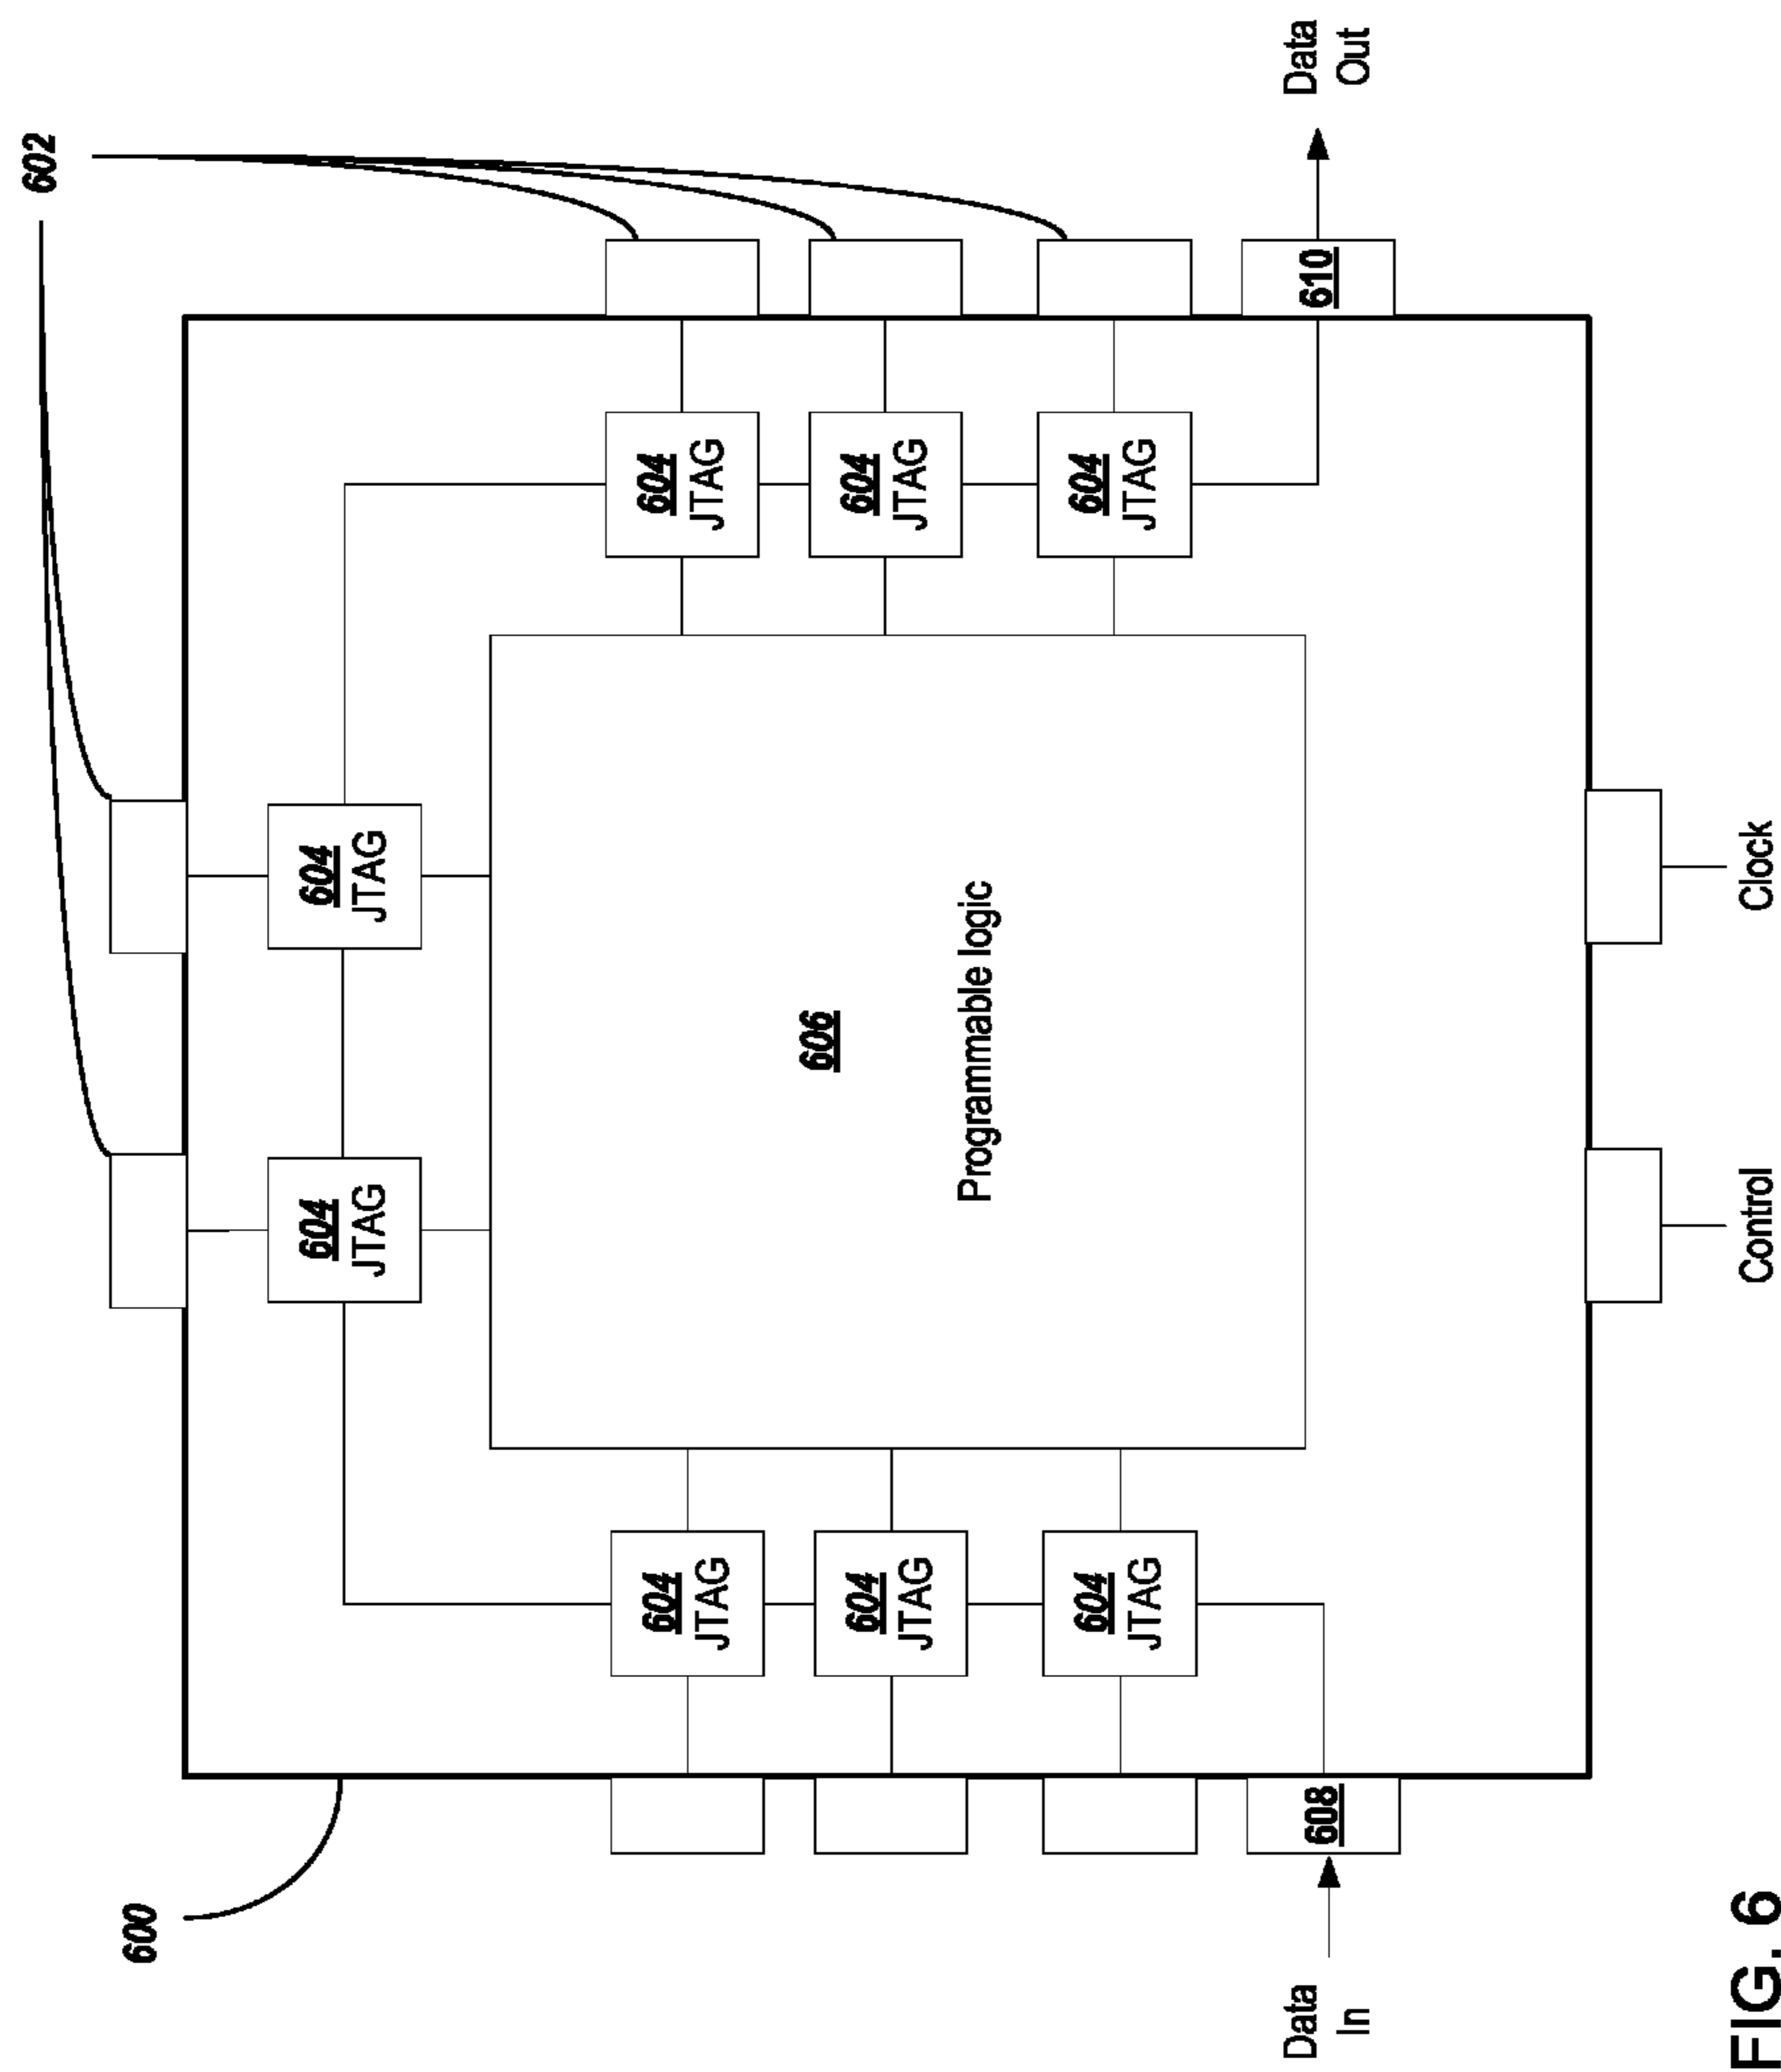 602
600
604
604
JTAG
JTAG
604
604
JTAG
JTAG
606
604
604
JTAG
JTAG
Programmable logic
604
604
JTAG
JTAG
Data
In
608
610
Data
Out
Control
Clock
FIG. 6